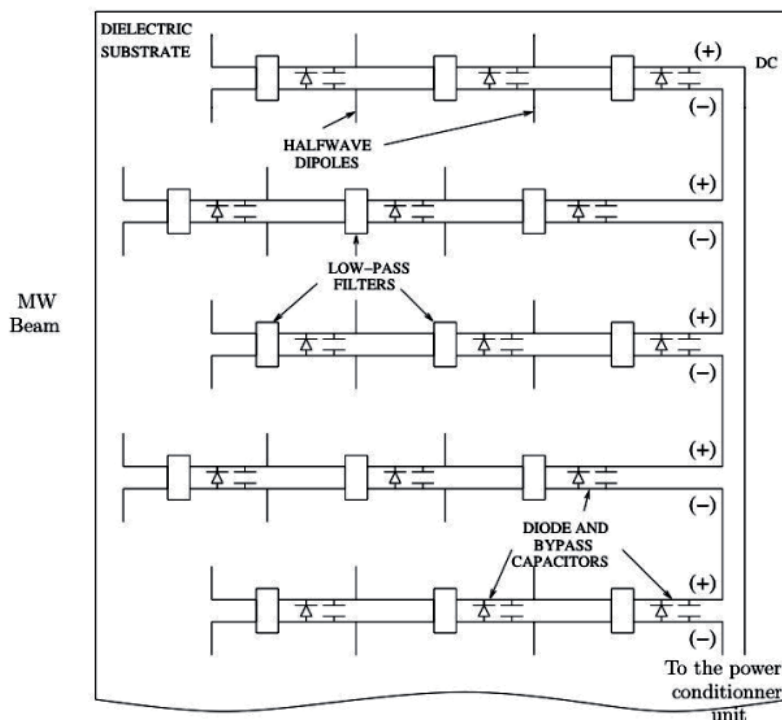 DIELECTRIC
SUBSTRATE
(+)
DC
(−)
HALFWAVE
DIPOLES
(+)
(−)
LOW−PASS
FILTERS
MW
Beam
(+)
(−)
(+)
(−)
DIODE AND
BYPASS
CAPACITORS
(+)
(−)
To the power
conditionner
unit